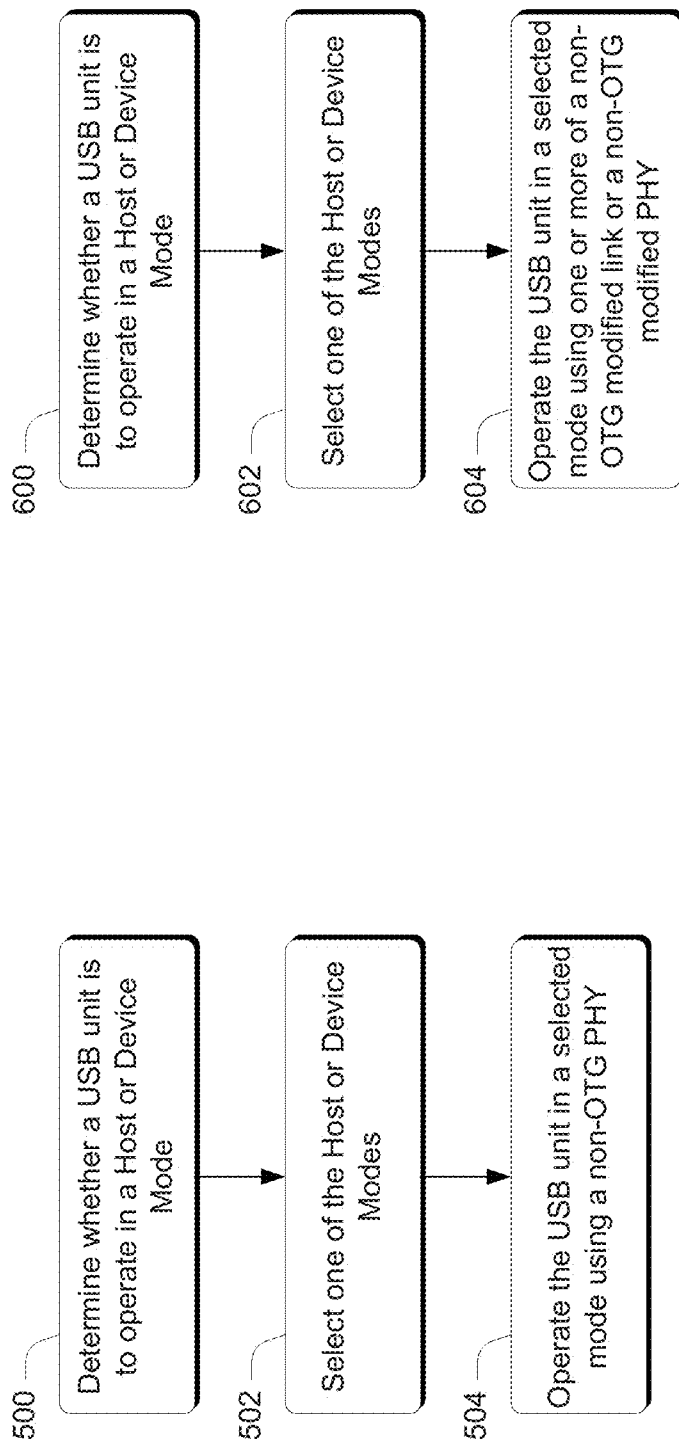 500
Determine whether a USB unit is
to operate in a Host or Device
Mode
502
Select one of the Host or Device
Modes
504
Operate the USB unit in a selected
mode using a non-OTG PHY
600
Determine whether a USB unit is
to operate in a Host or Device
Mode
602
Select one of the Host or Device
Modes
604
Operate the USB unit in a selected
mode using one or more of a non-
OTG modified link or a non-OTG
modified PHY